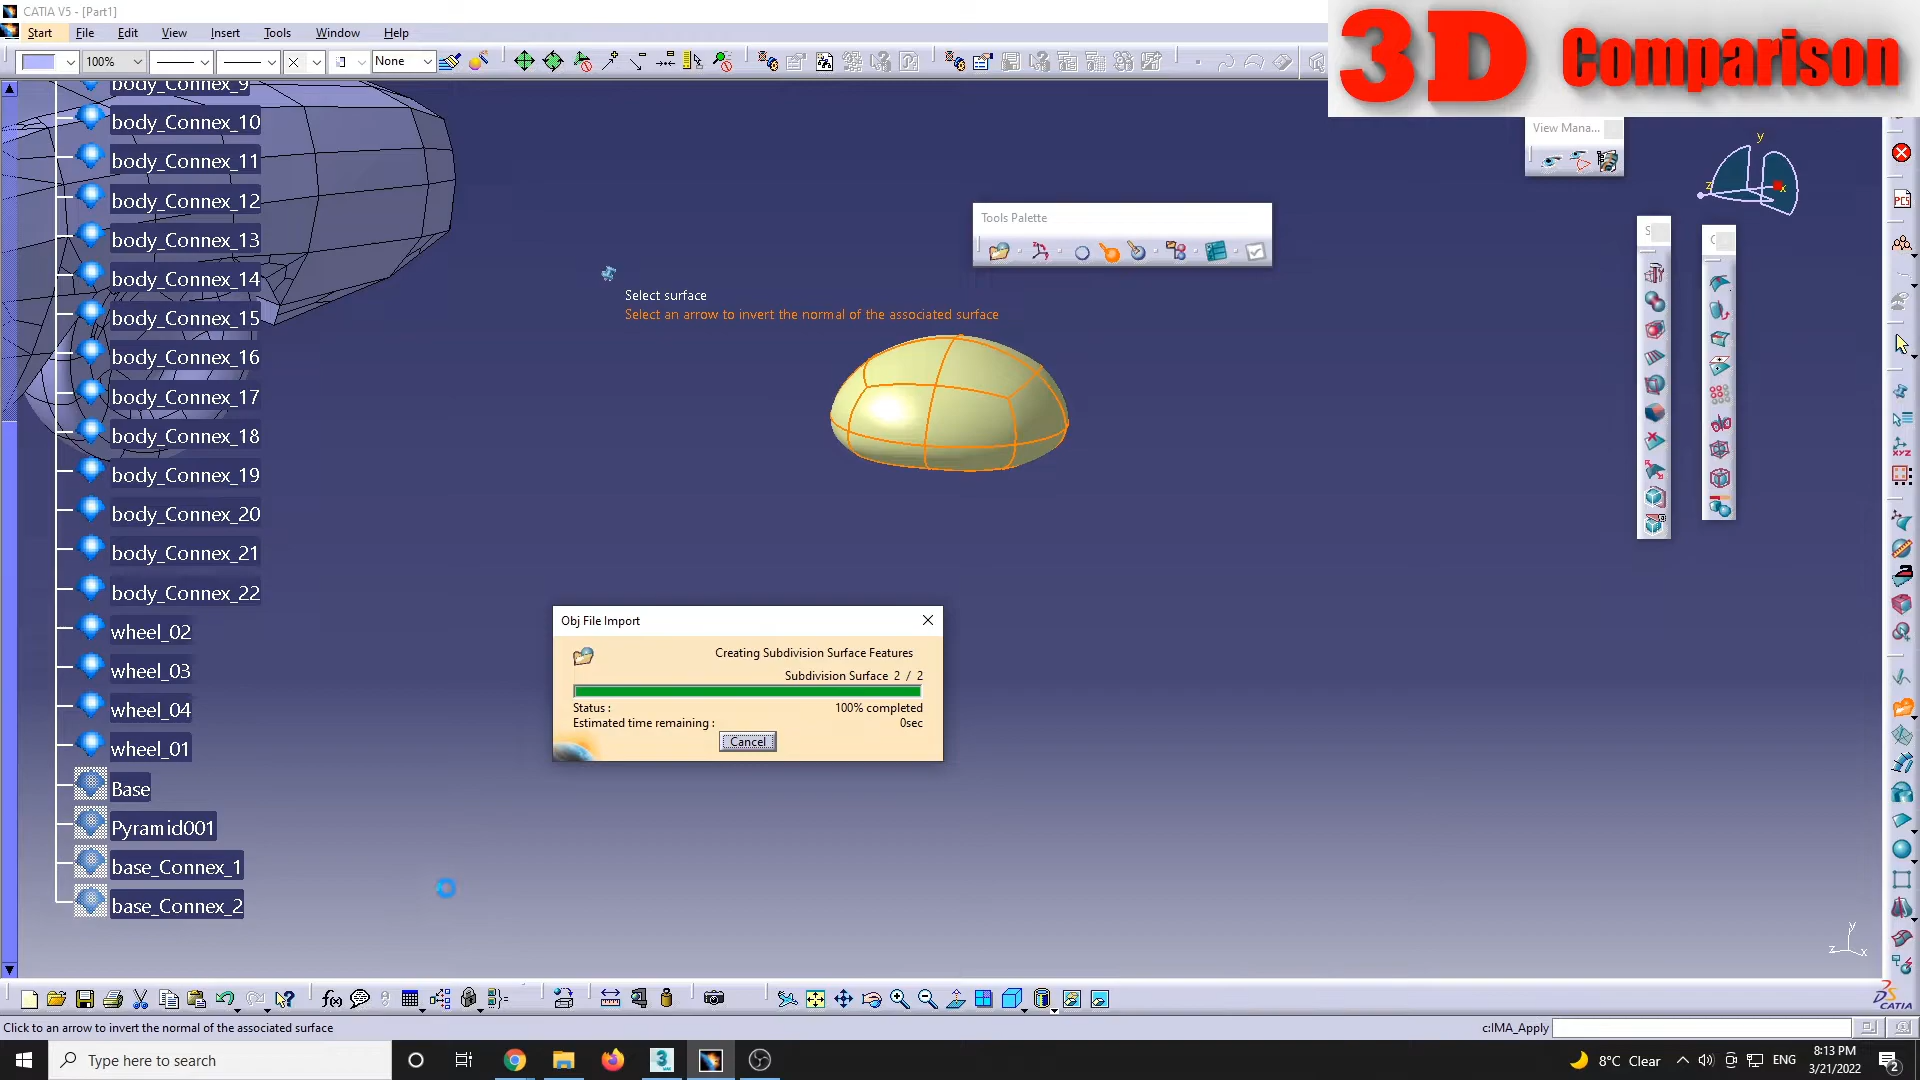 CATIA V5 - [Part1]
Start File Edit View Insert Tools Window Help
100%
None
3D Comparison
View Mana...
y
z
x
body_Connex_9
body_Connex_10
body_Connex_11
body_Connex_12
body_Connex_13
body_Connex_14
body_Connex_15
body_Connex_16
body_Connex_17
body_Connex_18
body_Connex_19
body_Connex_20
body_Connex_21
body_Connex_22
wheel_02
wheel_03
wheel_04
wheel_01
Base
Pyramid001
base_Connex_1
base_Connex_2
Tools Palette
Select surface
Select an arrow to invert the normal of the associated surface
Obj File Import
Creating Subdivision Surface Features
Subdivision Surface 2 / 2
Status : 100% completed
Estimated time remaining : 0sec
Cancel
y
z
x
CATIA
Click to an arrow to invert the normal of the associated surface
c:IMA_Apply
Type here to search
8°C Clear
ENG
8:13 PM
3/21/2022
2